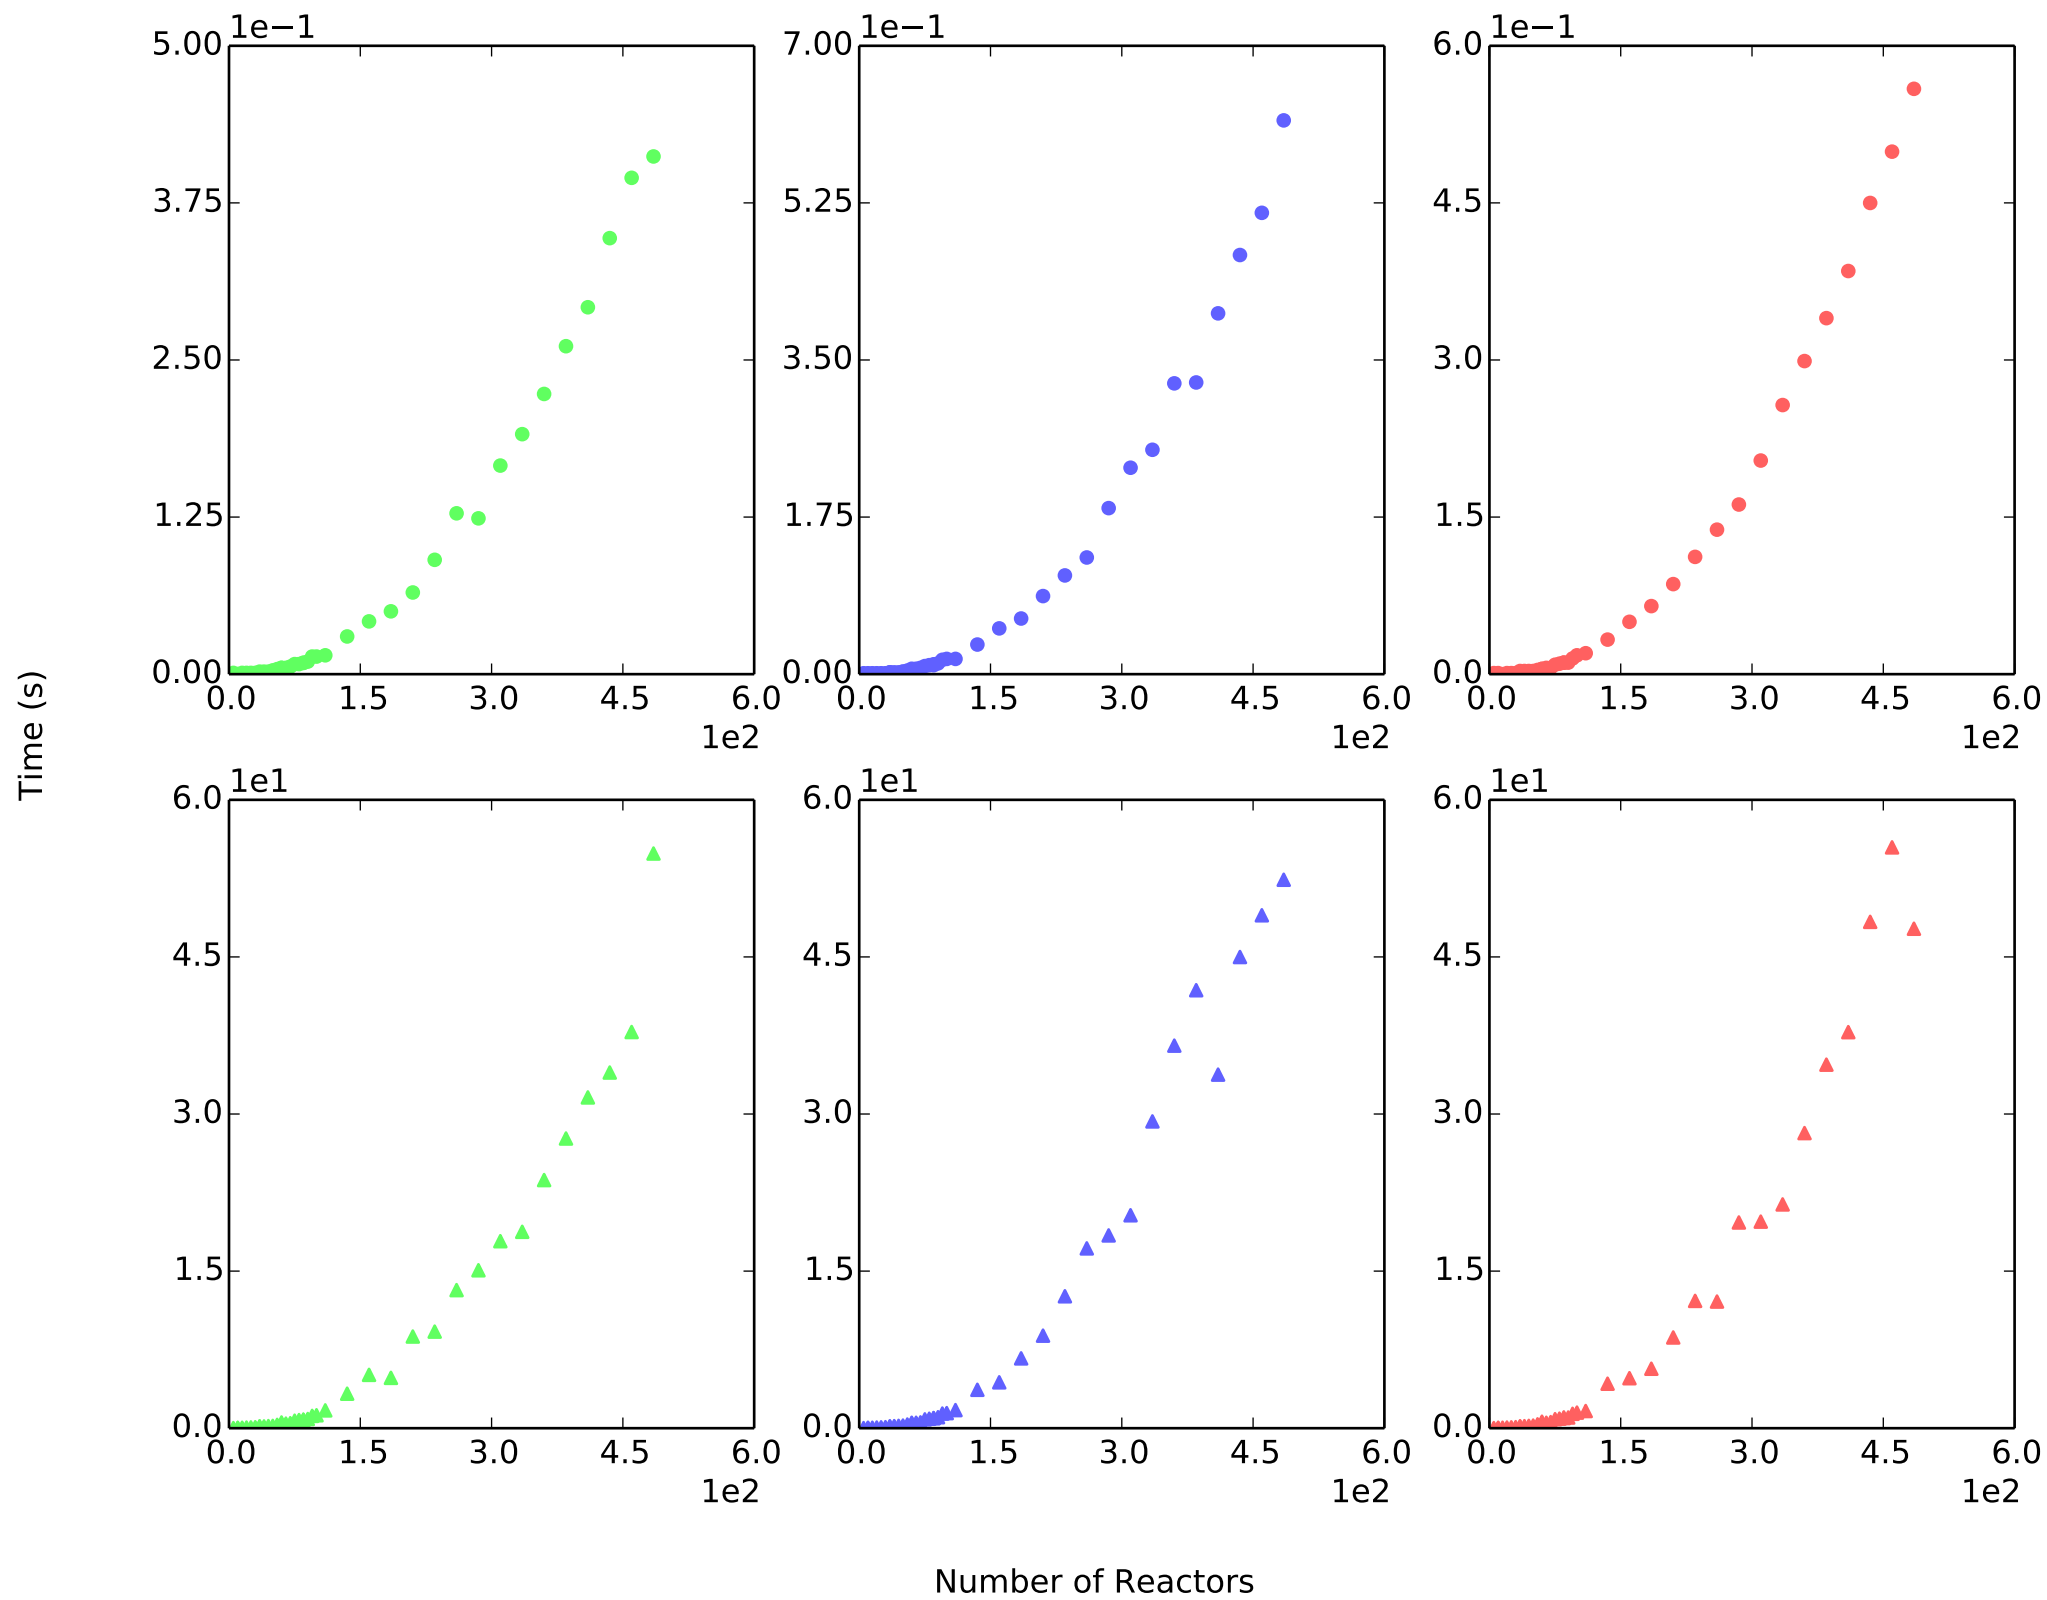 1e−1 1e−1 1e−1
5.00 7.00 6.0
3.75 5.25 4.5
2.50 3.50 3.0
1.25 1.75 1.5
0.00 0.00 0.0
0.0 1.5 3.0 4.5 6.0 0.0 1.5 3.0 4.5 6.0 0.0 1.5 3.0 4.5 6.0
1e2 1e2 1e2
Time (s)
1e1 1e1 1e1
6.0 6.0 6.0
4.5 4.5 4.5
3.0 3.0 3.0
1.5 1.5 1.5
0.0 0.0 0.0
0.0 1.5 3.0 4.5 6.0 0.0 1.5 3.0 4.5 6.0 0.0 1.5 3.0 4.5 6.0
1e2 1e2 1e2
Number of Reactors